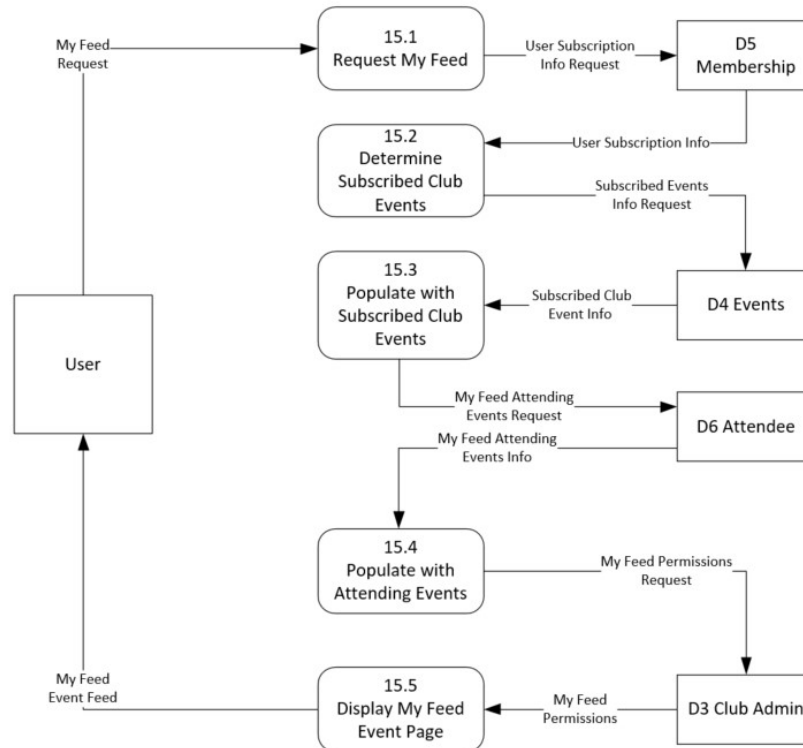 My Feed
Request
15.1
Request My Feed
User Subscription
Info Request
D5
Membership
15.2
Determine
Subscribed Club
Events
User Subscription Info
Subscribed Events
Info Request
15.3
Populate with
Subscribed Club
Events
Subscribed Club
Event Info
D4 Events
User
My Feed Attending
Events Request
D6 Attendee
My Feed Attending
Events Info
15.4
Populate with
Attending Events
My Feed Permissions
Request
My Feed
Event Feed
15.5
Display My Feed
Event Page
My Feed
Permissions
D3 Club Admin